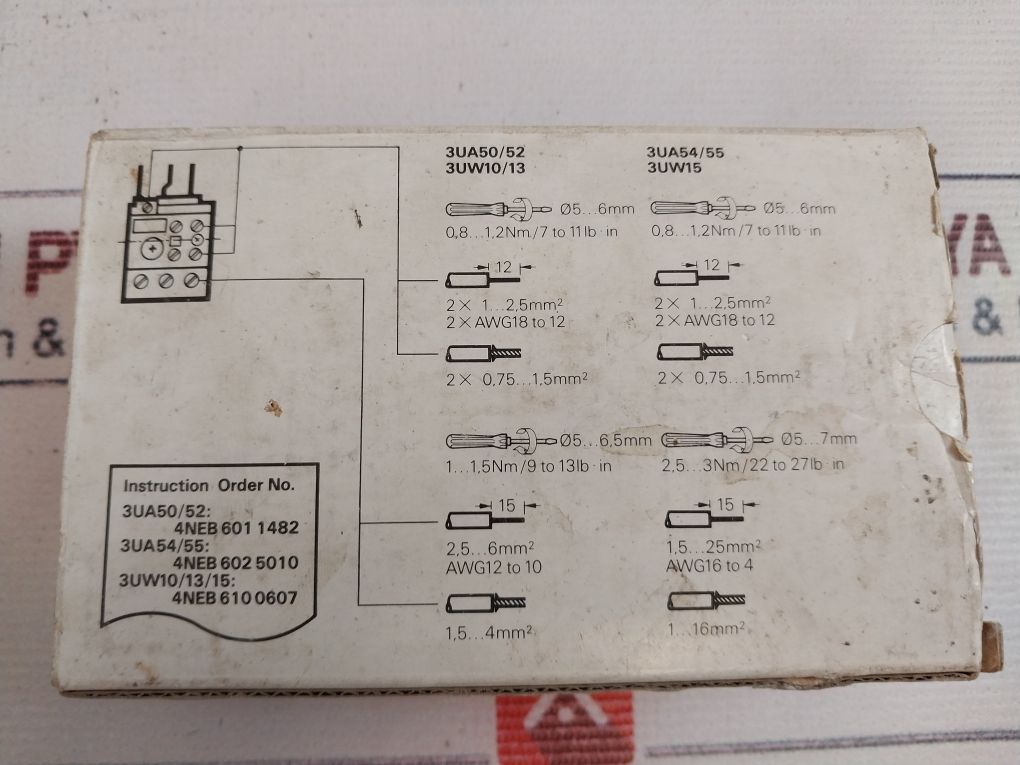 3UA50/52
3UW10/13
Ø5...6mm
0,8...1,2Nm/7 to 11lb·in
12
2× 1...2,5mm²
2× AWG18 to 12
2× 0,75...1,5mm²
Ø5...6,5mm
1...1,5Nm/9 to 13lb·in
15
2,5...6mm²
AWG12 to 10
1,5...4mm²
3UA54/55
3UW15
Ø5...6mm
0,8...1,2Nm/7 to 11lb·in
12
2× 1...2,5mm²
2× AWG18 to 12
2× 0,75...1,5mm²
Ø5...7mm
2,5...3Nm/22 to 27lb·in
15
1,5...25mm²
AWG16 to 4
1...16mm²
Instruction Order No.
3UA50/52:
4NEB 601 1482
3UA54/55:
4NEB 602 5010
3UW10/13/15:
4NEB 610 0607
P
YA
n &
&